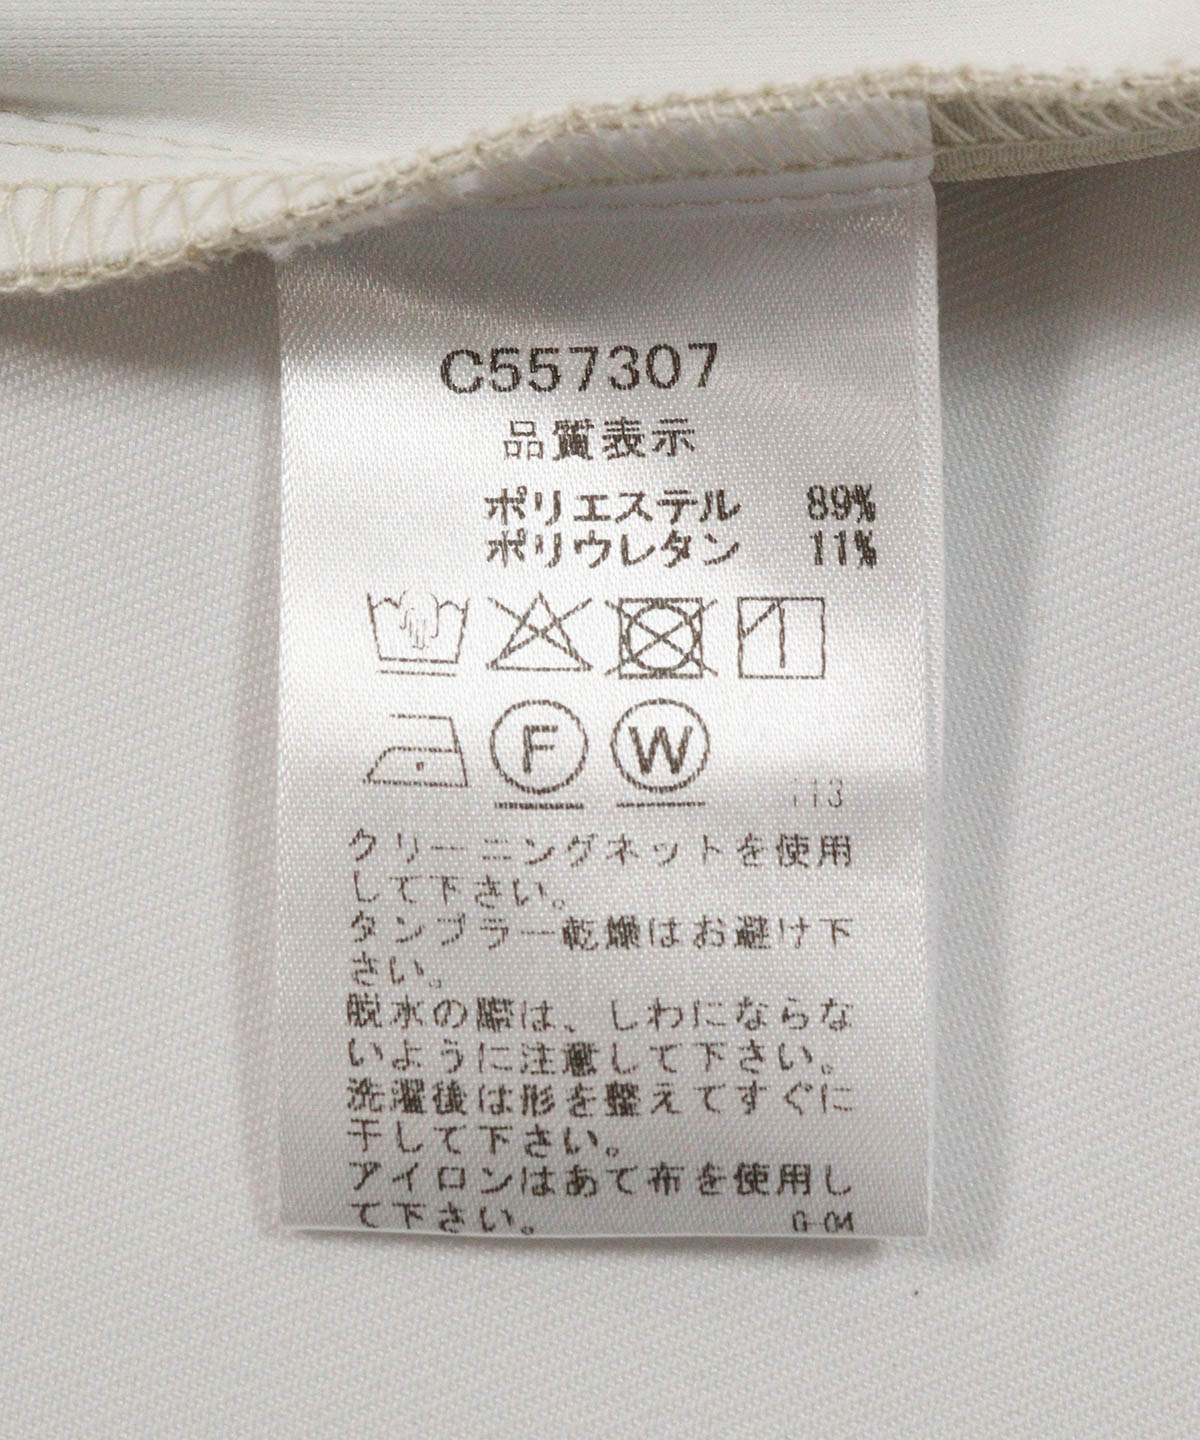 C557307
品質表示
ポリエステル 89%
ポリウレタン 11%
F W
113
クリーニングネットを使用
して下さい。
タンブラー乾燥はお避け下
さい。
脱水の際は、しわにならな
いように注意して下さい。
洗濯後は形を整えてすぐに
干して下さい。
アイロンはあて布を使用し
て下さい。 G-04